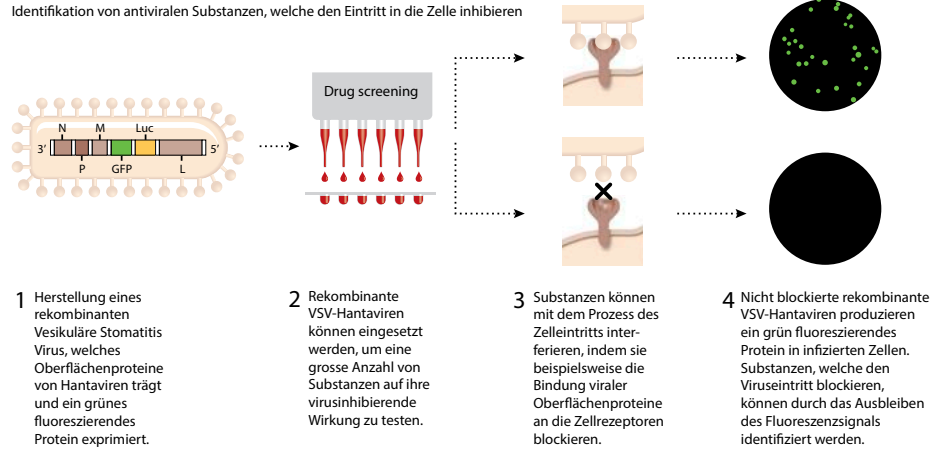 Identifikation von antiviralen Substanzen, welche den Eintritt in die Zelle inhibieren
Drug screening
N M Luc
3’ 5’
P GFP L
1 Herstellung eines
rekombinanten
Vesikuläre Stomatitis
Virus, welches
Oberflächenproteine
von Hantaviren trägt
und ein grünes
fluoreszierendes
Protein exprimiert.
2 Rekombinante
VSV-Hantaviren
können eingesetzt
werden, um eine
grosse Anzahl von
Substanzen auf ihre
virusinhibierende
Wirkung zu testen.
3 Substanzen können
mit dem Prozess des
Zelleintritts inter-
ferieren, indem sie
beispielsweise die
Bindung viraler
Oberflächenproteine
an die Zellrezeptoren
blockieren.
4 Nicht blockierte rekombinante
VSV-Hantaviren produzieren
ein grün fluoreszierendes
Protein in infizierten Zellen.
Substanzen, welche den
Viruseintritt blockieren,
können durch das Ausbleiben
des Fluoreszenzsignals
identifiziert werden.